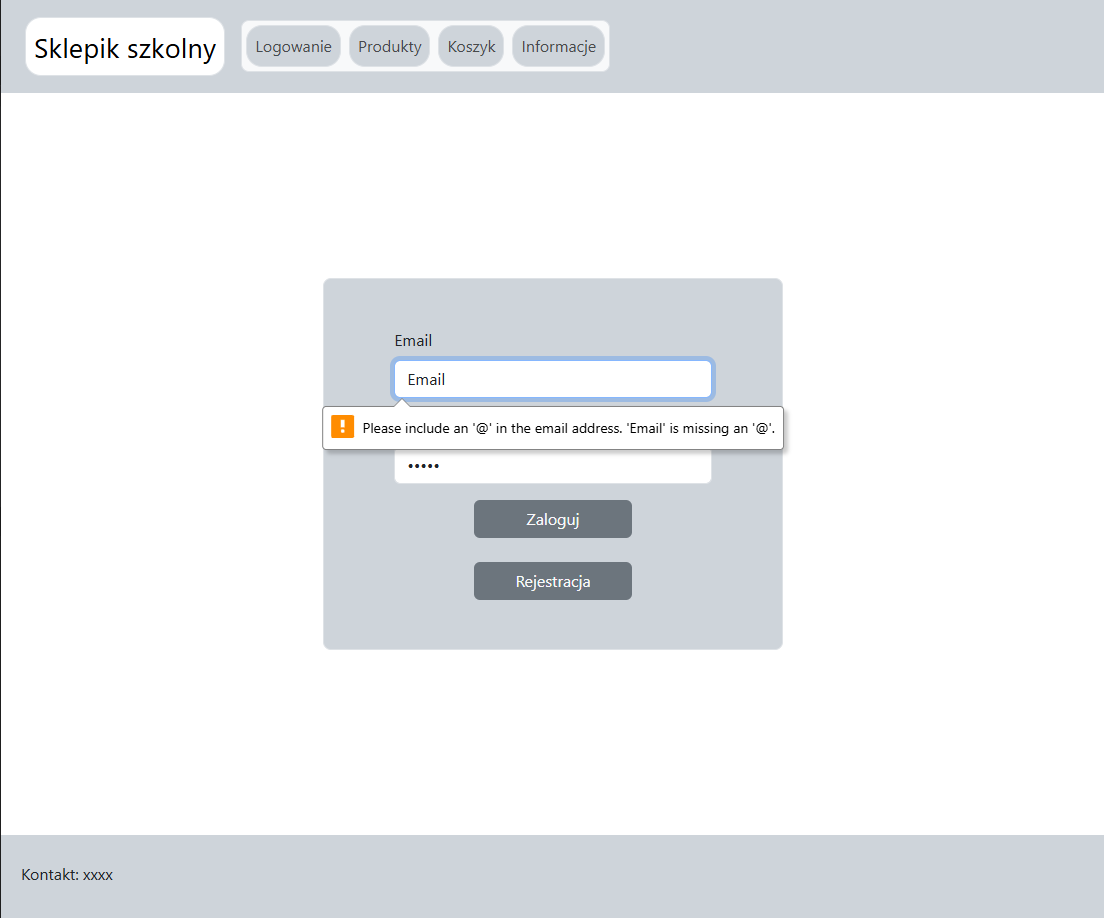 Sklepik szkolny
Logowanie
Produkty
Koszyk
Informacje
Email
Email
Please include an '@' in the email address. 'Email' is missing an '@'.
•••••
Zaloguj
Rejestracja
Kontakt: xxxx